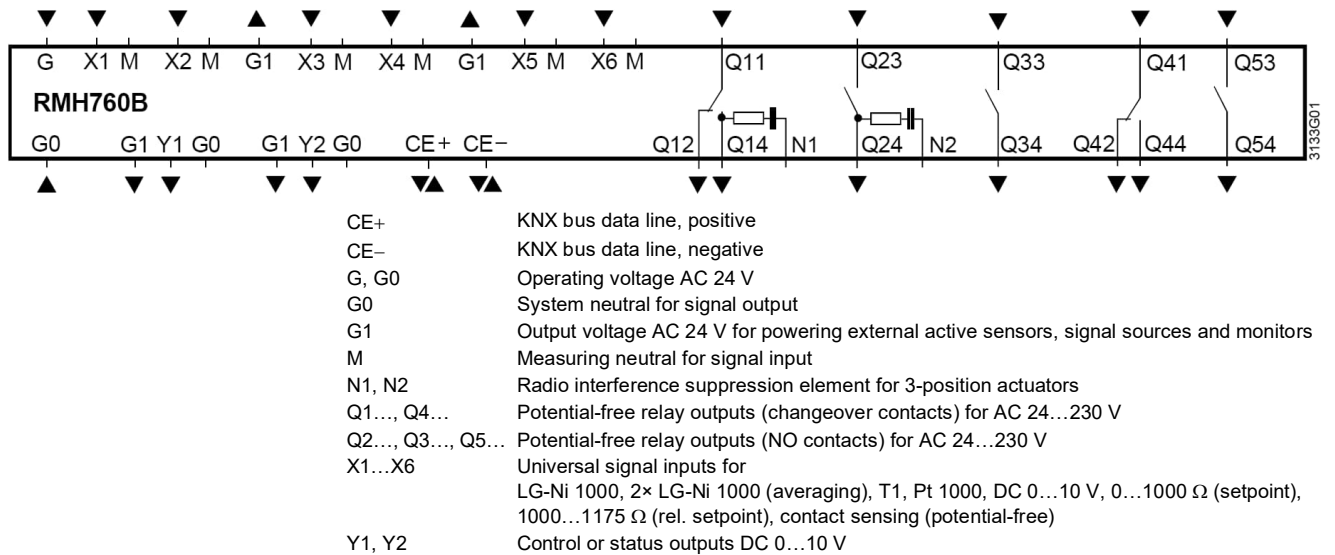 G X1 M X2 M G1 X3 M X4 M G1 X5 M X6 M Q11 Q23 Q33 Q41 Q53
RMH760B
G0 G1 Y1 G0 G1 Y2 G0 CE+ CE− Q12 Q14 N1 Q24 N2 Q34 Q42 Q44 Q54
3133G01
CE+ KNX bus data line, positive
CE− KNX bus data line, negative
G, G0 Operating voltage AC 24 V
G0 System neutral for signal output
G1 Output voltage AC 24 V for powering external active sensors, signal sources and monitors
M Measuring neutral for signal input
N1, N2 Radio interference suppression element for 3-position actuators
Q1…, Q4… Potential-free relay outputs (changeover contacts) for AC 24…230 V
Q2…, Q3…, Q5… Potential-free relay outputs (NO contacts) for AC 24…230 V
X1…X6 Universal signal inputs for
LG-Ni 1000, 2× LG-Ni 1000 (averaging), T1, Pt 1000, DC 0…10 V, 0…1000 Ω (setpoint),
1000…1175 Ω (rel. setpoint), contact sensing (potential-free)
Y1, Y2 Control or status outputs DC 0…10 V